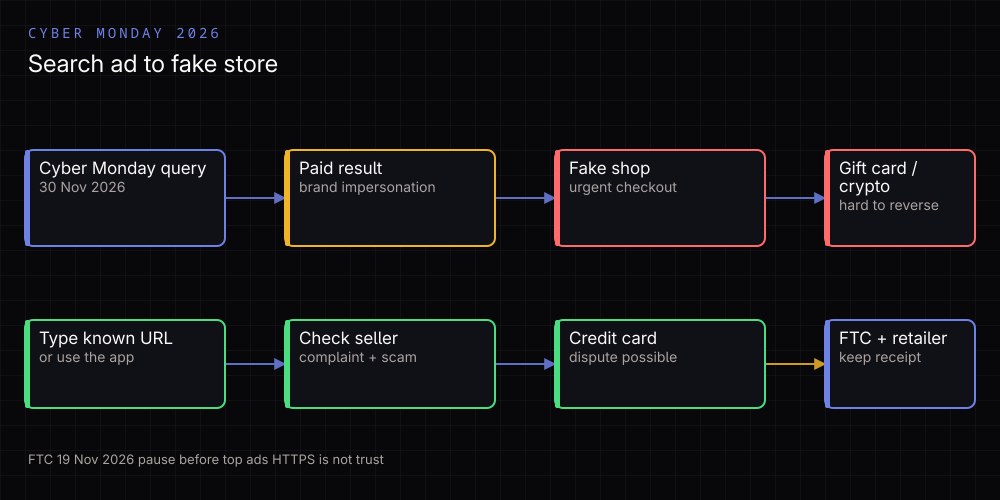 CYBER MONDAY 2026
Search ad to fake store
Cyber Monday query
30 Nov 2026
Paid result
brand impersonation
Fake shop
urgent checkout
Gift card /
crypto
hard to reverse
Type known URL
or use the app
Check seller
complaint + scam
Credit card
dispute possible
FTC + retailer
keep receipt
FTC 19 Nov 2026 pause before top ads HTTPS is not trust